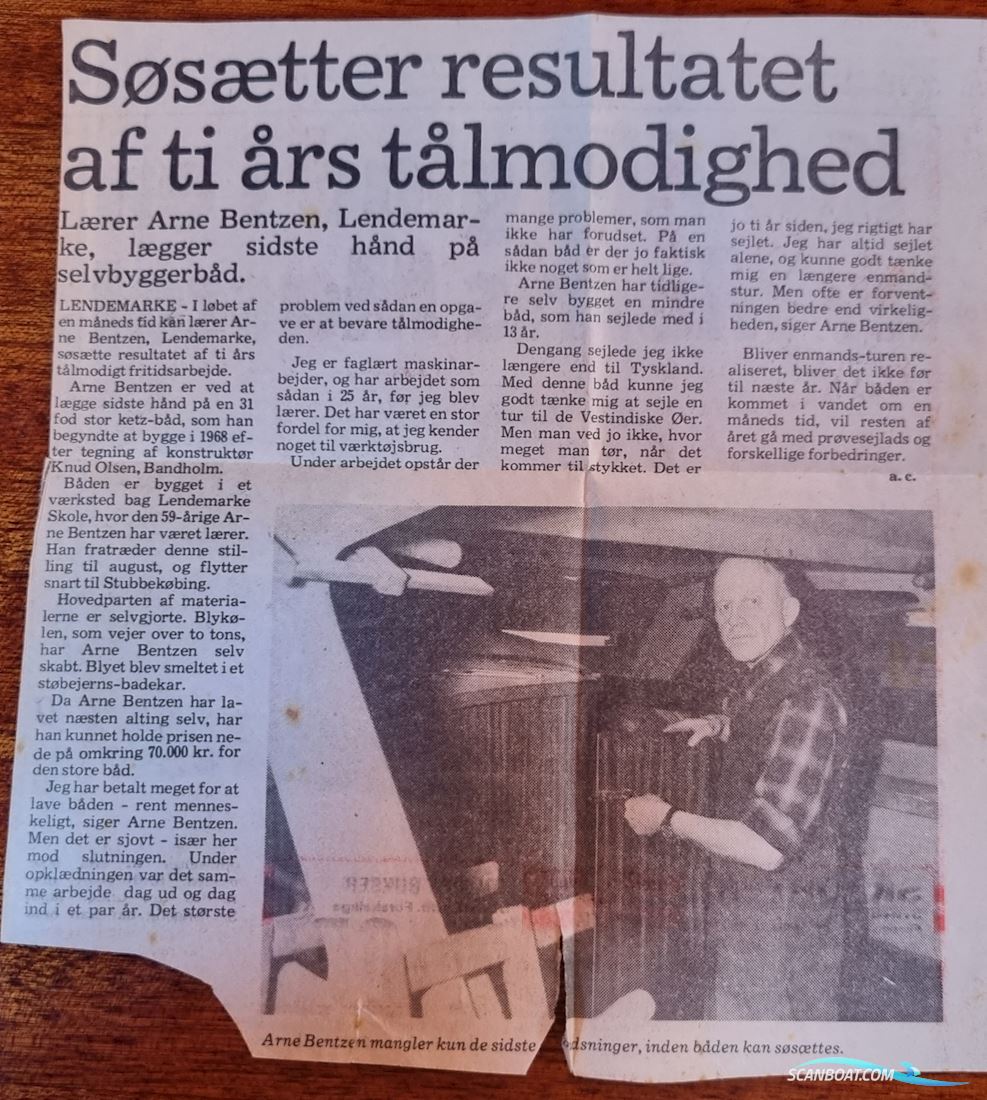 Søsætter resultatet
af ti års tålmodighed
Lærer Arne Bentzen, Lendemar-
ke, lægger sidste hånd på
selvbyggerbåd.
LENDEMARKE - I løbet af
en måneds tid kan lærer Ar-
ne Bentzen, Lendemarke,
søsætte resultatet af ti års
tålmodigt fritidsarbejde.
Arne Bentzen er ved at
lægge sidste hånd på en 31
fod stor ketz-båd, som han
begyndte at bygge i 1968 ef-
ter tegning af konstruktør
Knud Olsen, Bandholm.
Båden er bygget i et
værksted bag Lendemarke
Skole, hvor den 59-årige Ar-
ne Bentzen har været lærer.
Han fratræder denne stil-
ling til august, og flytter
snart til Stubbekøbing.
Hovedparten af materia-
lerne er selvgjorte. Blykø-
len, som vejer over to tons,
har Arne Bentzen selv
skabt. Blyet blev smeltet i et
støbejerns-badekar.
Da Arne Bentzen har la-
vet næsten alting selv, har
han kunnet holde prisen ne-
de på omkring 70.000 kr. for
den store båd.
Jeg har betalt meget for at
lave båden - rent mennes-
keligt, siger Arne Bentzen.
Men det er sjovt - især her
mod slutningen. Under
opklædningen var det sam-
me arbejde dag ud og dag
ind i et par år. Det største
problem ved sådan en opga-
ve er at bevare tålmodighe-
den.
Jeg er faglært maskinar-
bejder, og har arbejdet som
sådan i 25 år, før jeg blev
lærer. Det har været en stor
fordel for mig, at jeg kender
noget til værktøjsbrug.
Under arbejdet opstår der
mange problemer, som man
ikke har forudset. På en
sådan båd er der jo faktisk
ikke noget som er helt lige.
Arne Bentzen har tidlige-
re selv bygget en mindre
båd, som han sejlede med i
13 år.
Dengang sejlede jeg ikke
længere end til Tyskland.
Med denne båd kunne jeg
godt tænke mig at sejle en
tur til de Vestindiske Øer.
Men man ved jo ikke, hvor
meget man tør, når det
kommer til stykket. Det er
jo ti år siden, jeg rigtigt har
sejlet. Jeg har altid sejlet
alene, og kunne godt tænke
mig en længere enmand-
stur. Men ofte er forvent-
ningen bedre end virkelig-
heden, siger Arne Bentzen.
Bliver enmands-turen re-
aliseret, bliver det ikke før
til næste år. Når båden er
kommet i vandet om en
måneds tid, vil resten af
året gå med prøvesejlads og
forskellige forbedringer.
a. c.
Arne Bentzen mangler kun de sidste dsninger, inden båden kan søsættes.
SCANBOAT.COM